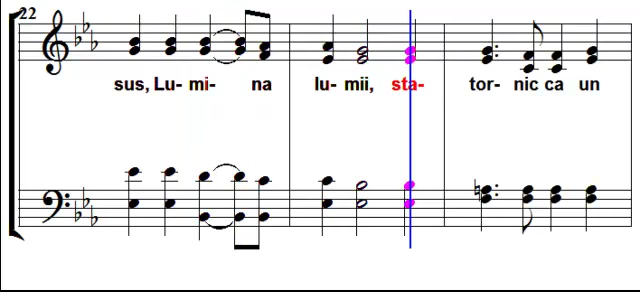 22
sus, Lu- mi- na lu- mii, sta- tor- nic ca un